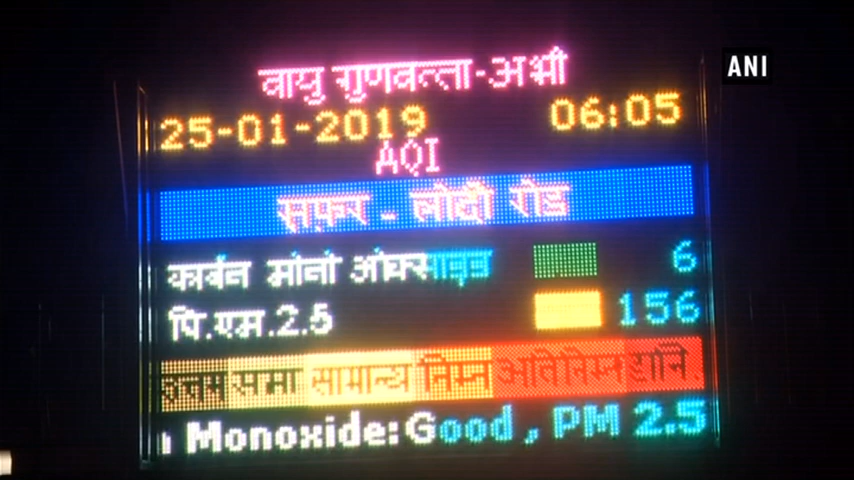 ANI
वायु गुणवत्ता-अभी
25-01-2019 06:05
AQI
सफ़र - लोदी रोड
कार्बन मोनो ऑक्साइड 6
पि.एम.2.5 156
उत्तम समा सामान्य निम्न अतिनिम्न हानि.
Monoxide:Good , PM 2.5